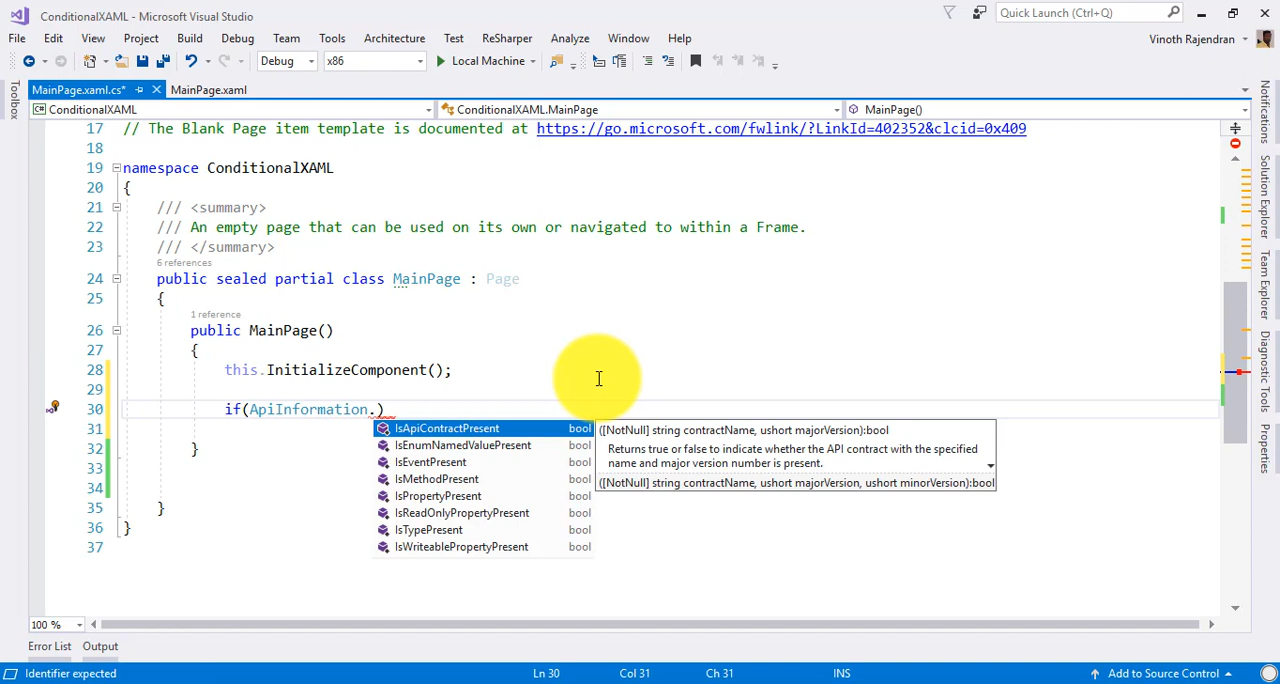 ConditionalXAML - Microsoft Visual Studio
Quick Launch (Ctrl+Q)
File Edit View Project Build Debug Team Tools Architecture Test ReSharper Analyze Window Help
Vinoth Rajendran
Debug x86 Local Machine
MainPage.xaml.cs* MainPage.xaml
ConditionalXAML ConditionalXAML.MainPage MainPage()
Toolbox
Notifications
Solution Explorer
Team Explorer
Diagnostic Tools
Properties
17 // The Blank Page item template is documented at https://go.microsoft.com/fwlink/?LinkId=402352&clcid=0x409
18
19 namespace ConditionalXAML
20 {
21 /// <summary>
22 /// An empty page that can be used on its own or navigated to within a Frame.
23 /// </summary>
6 references
24 public sealed partial class MainPage : Page
25 {
1 reference
26 public MainPage()
27 {
28 this.InitializeComponent();
29
30 if(ApiInformation.)
31
32 }
33
34
35 }
36 }
37
IsApiContractPresent bool
IsEnumNamedValuePresent bool
IsEventPresent bool
IsMethodPresent bool
IsPropertyPresent bool
IsReadOnlyPropertyPresent bool
IsTypePresent bool
IsWriteablePropertyPresent bool
([NotNull] string contractName, ushort majorVersion):bool
Returns true or false to indicate whether the API contract with the specified
name and major version number is present.
([NotNull] string contractName, ushort majorVersion, ushort minorVersion):bool
100 %
Error List Output
Identifier expected Ln 30 Col 31 Ch 31 INS Add to Source Control